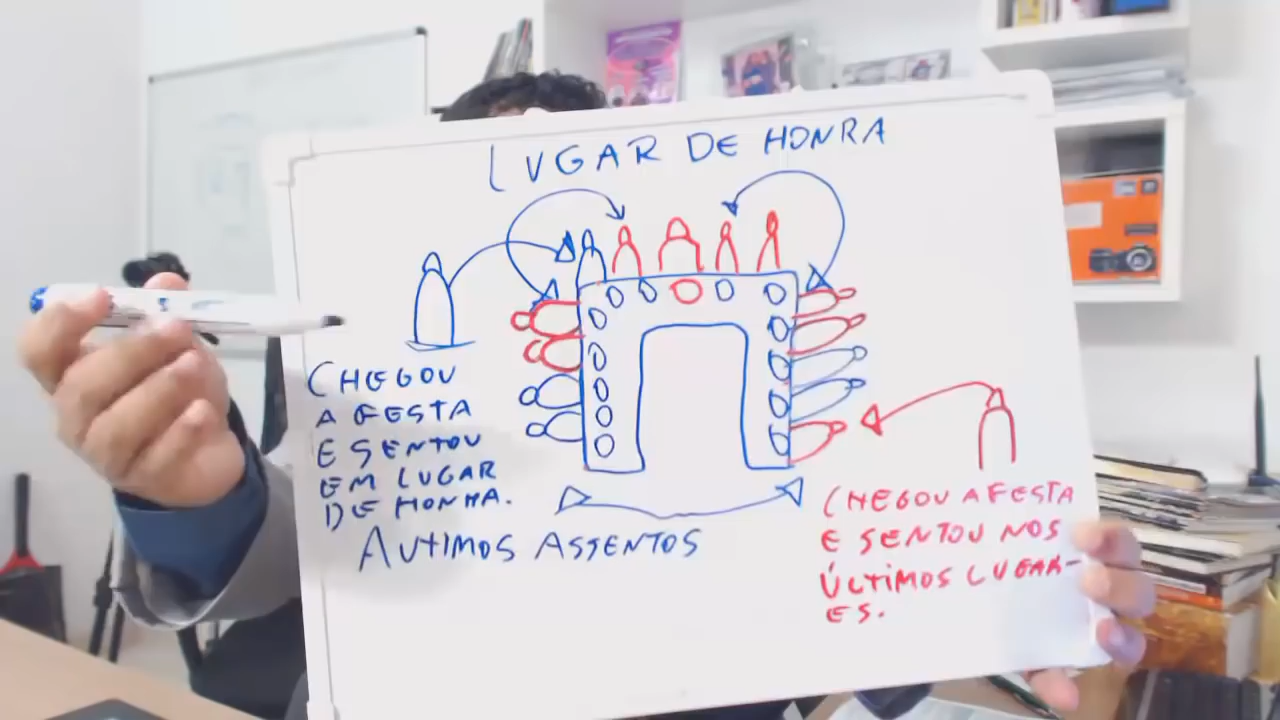 LUGAR DE HONRA
CHEGOU
A FESTA
E SENTOU
EM LUGAR
DE HONRA.
AUTIMOS ASSENTOS
CHEGOU A FESTA
E SENTOU NOS
ÚLTIMOS LUGAR-
ES.